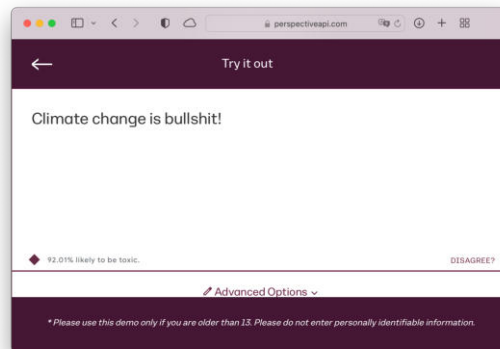 perspectiveapi.com
Try it out
Climate change is bullshit!
92.01% likely to be toxic.
DISAGREE?
Advanced Options
* Please use this demo only if you are older than 13. Please do not enter personally identifiable information.